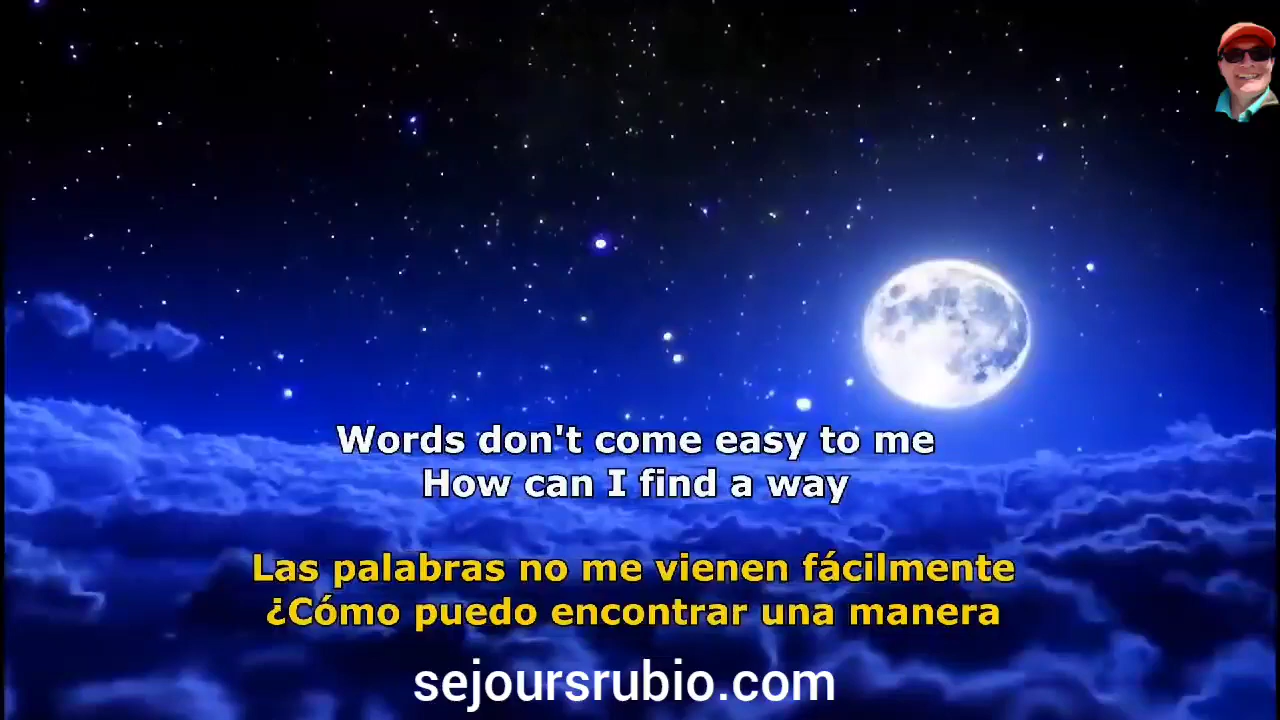 Words don't come easy to me
How can I find a way
Las palabras no me vienen fácilmente
¿Cómo puedo encontrar una manera
sejoursrubio.com